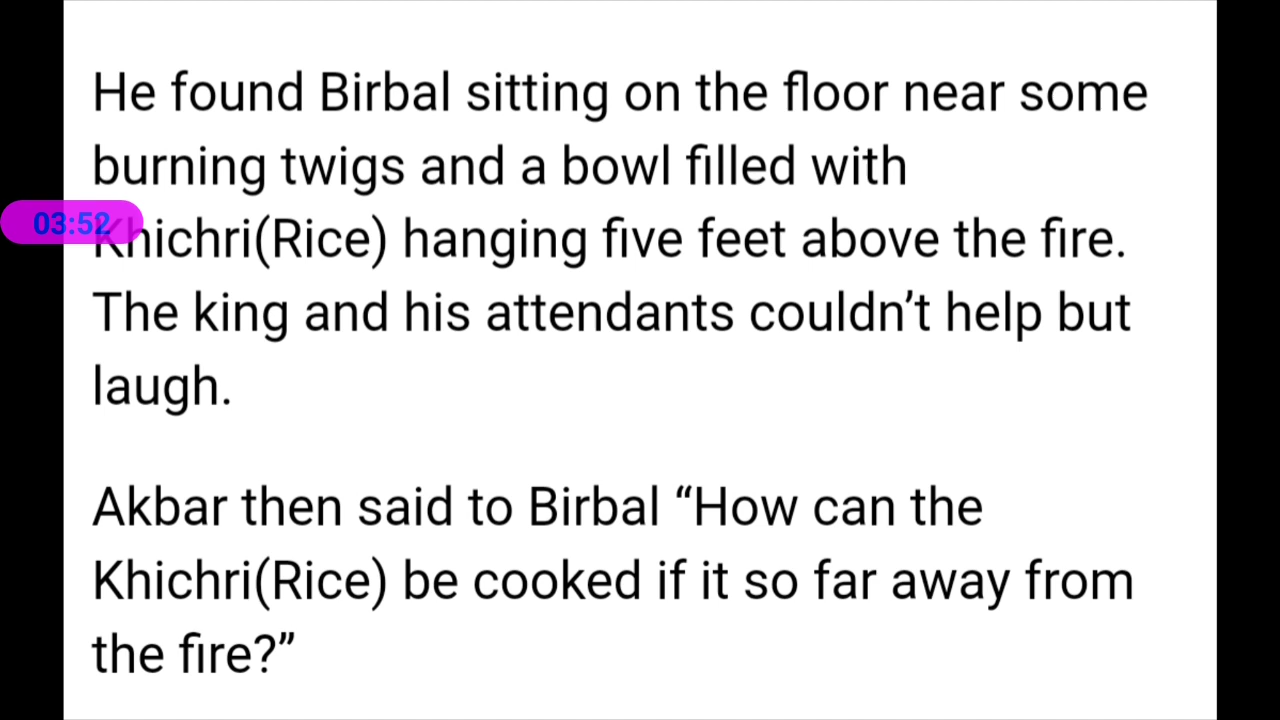 He found Birbal sitting on the floor near some
burning twigs and a bowl filled with
03:52
Khichri(Rice) hanging five feet above the fire.
The king and his attendants couldn’t help but
laugh.
Akbar then said to Birbal “How can the
Khichri(Rice) be cooked if it so far away from
the fire?”